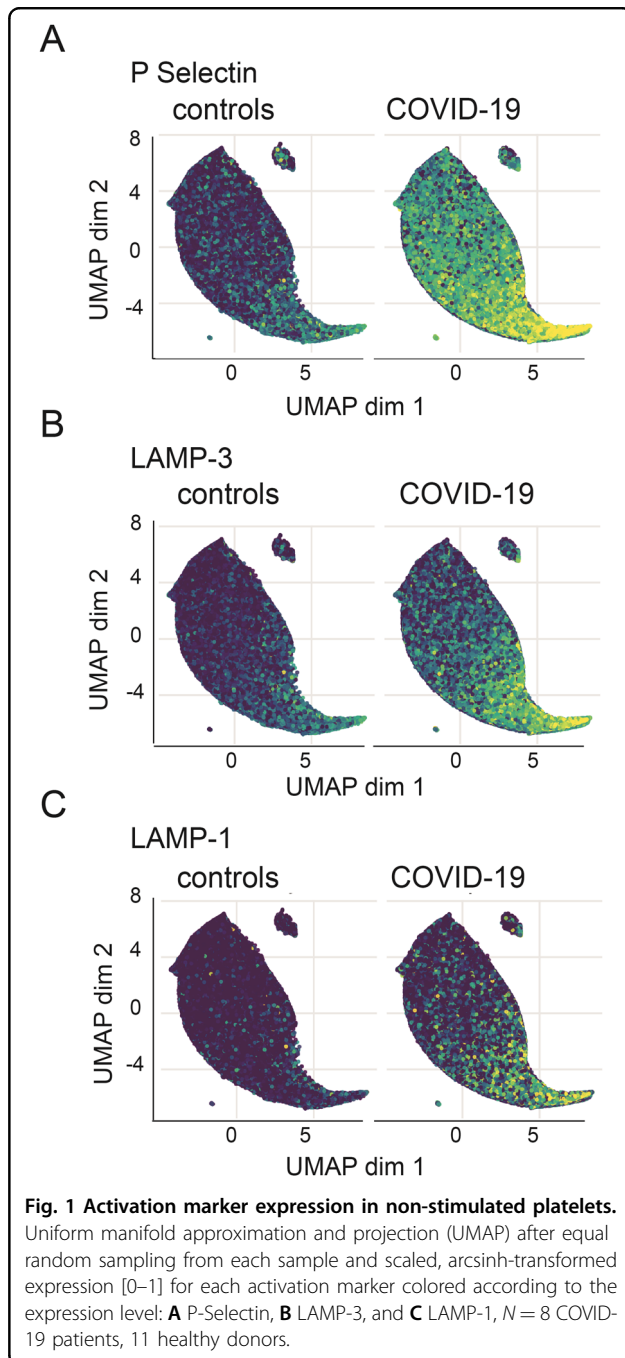 A
P Selectin
controls COVID-19
8
4
0
-4
UMAP dim 2
0 5 0 5
UMAP dim 1
B
LAMP-3
controls COVID-19
8
4
0
-4
UMAP dim 2
0 5 0 5
UMAP dim 1
C
LAMP-1
controls COVID-19
8
4
0
-4
UMAP dim 2
0 5 0 5
UMAP dim 1
Fig. 1 Activation marker expression in non-stimulated platelets.
Uniform manifold approximation and projection (UMAP) after equal
random sampling from each sample and scaled, arcsinh-transformed
expression [0–1] for each activation marker colored according to the
expression level: A P-Selectin, B LAMP-3, and C LAMP-1, N = 8 COVID-
19 patients, 11 healthy donors.